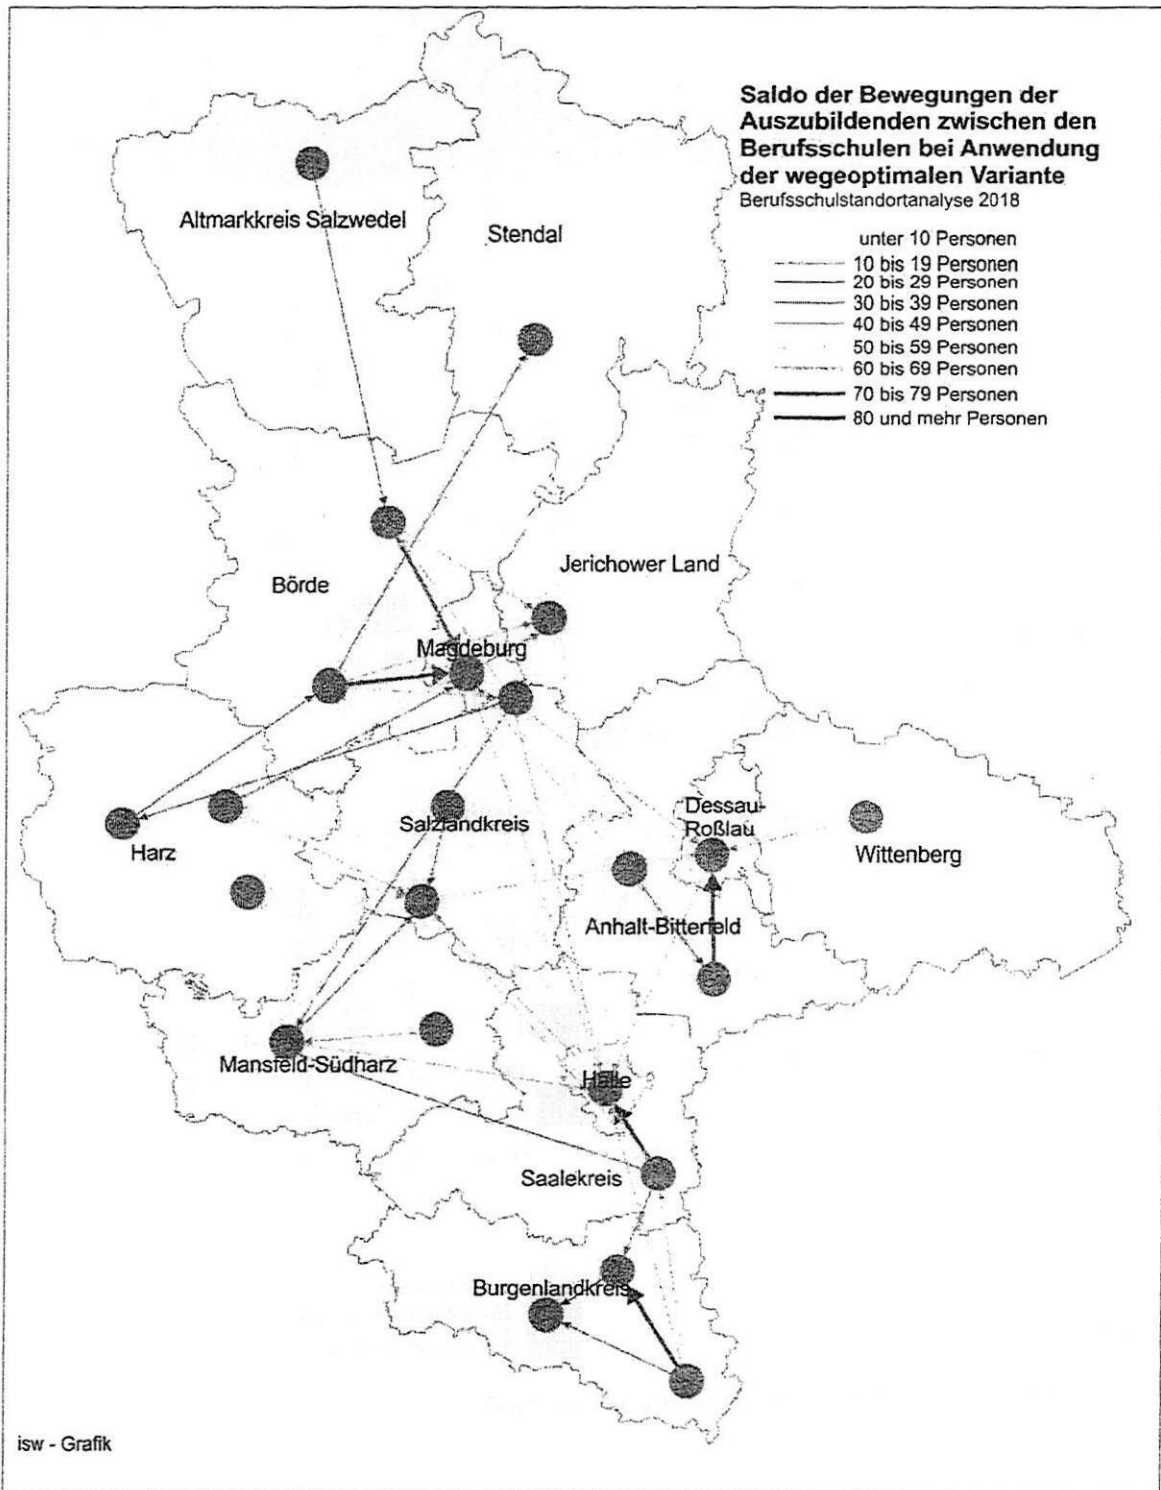 Saldo der Bewegungen der
Auszubildenden zwischen den
Berufsschulen bei Anwendung
der wegeoptimalen Variante
Berufsschulstandortanalyse 2018
unter 10 Personen
10 bis 19 Personen
20 bis 29 Personen
30 bis 39 Personen
40 bis 49 Personen
50 bis 59 Personen
60 bis 69 Personen
70 bis 79 Personen
80 und mehr Personen
Altmarkkreis Salzwedel
Stendal
Jerichower Land
Börde
Magdeburg
Dessau-
Roßlau
Salzlandkreis
Harz
Wittenberg
Anhalt-Bitterfeld
Mansfeld-Südharz
Halle
Saalekreis
Burgenlandkreis
isw - Grafik